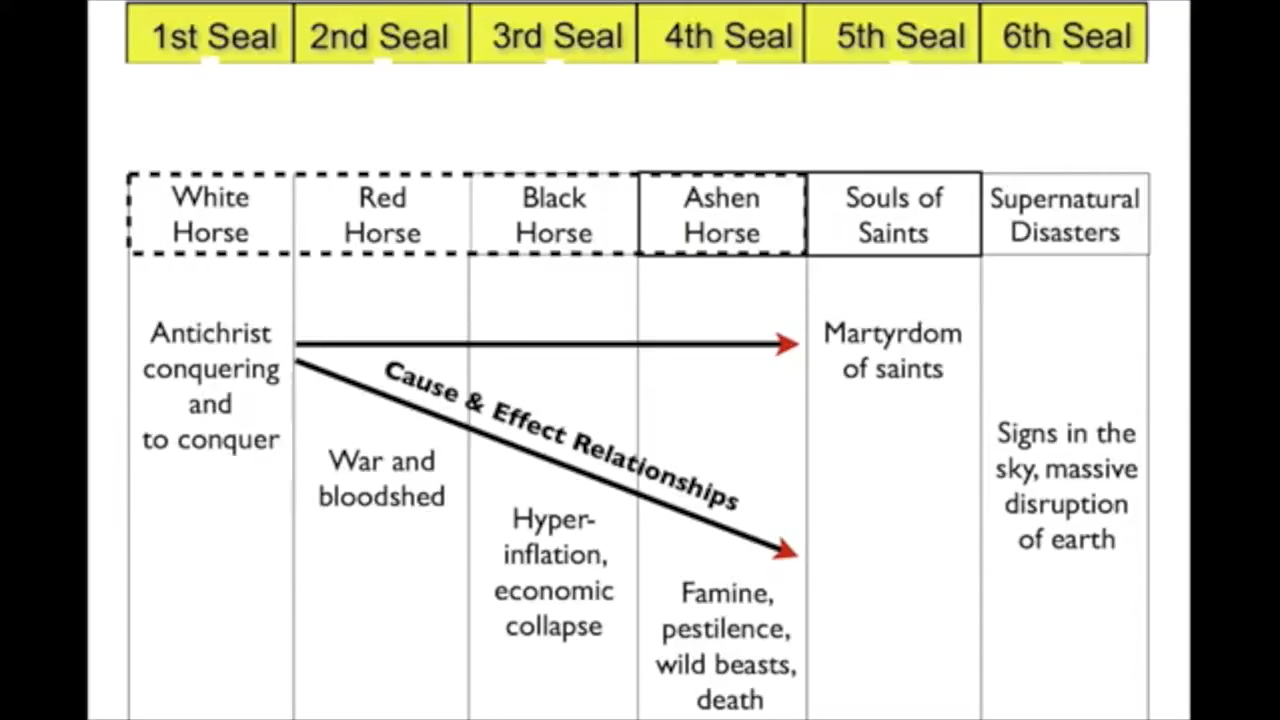 1st Seal 2nd Seal 3rd Seal 4th Seal 5th Seal 6th Seal
White
Horse
Red
Horse
Black
Horse
Ashen
Horse
Souls of
Saints
Supernatural
Disasters
Antichrist
conquering
and
to conquer
Cause & Effect Relationships
War and
bloodshed
Hyper-
inflation,
economic
collapse
Famine,
pestilence,
wild beasts,
death
Martyrdom
of saints
Signs in the
sky, massive
disruption
of earth